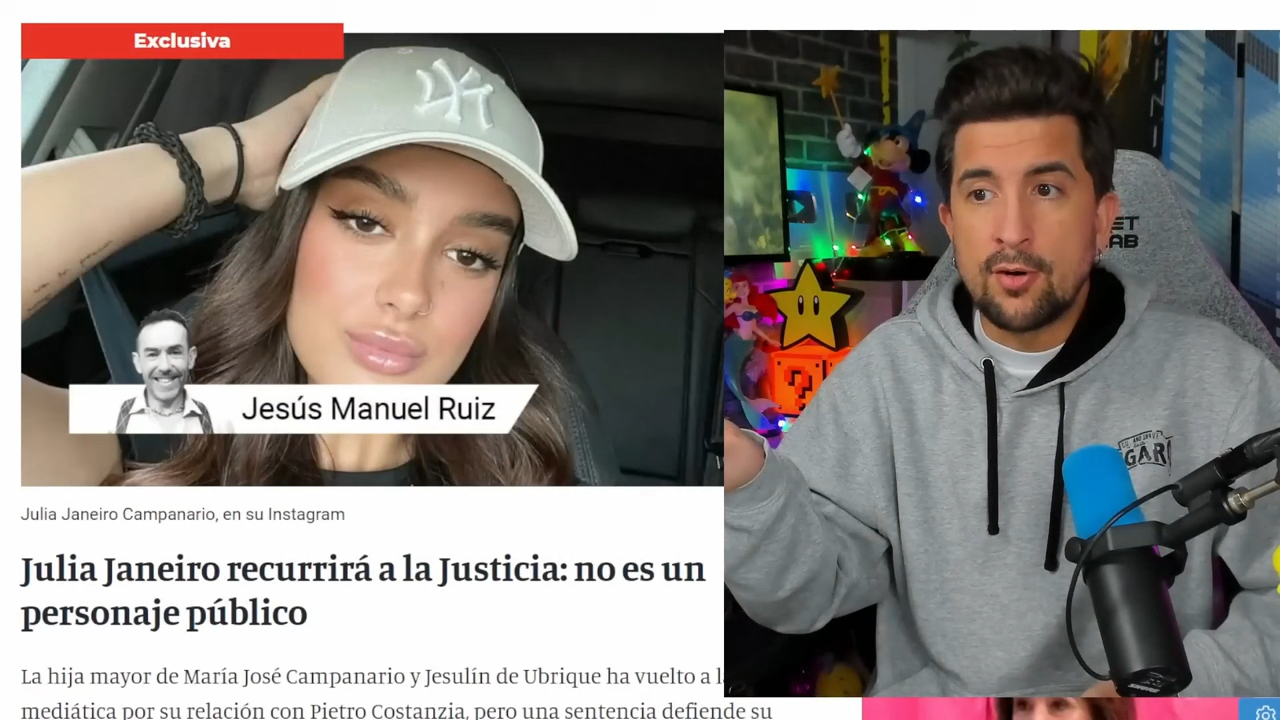 Exclusiva
Jesús Manuel Ruiz
Julia Janeiro Campanario, en su Instagram
Julia Janeiro recurrirá a la Justicia: no es un
personaje público
La hija mayor de María José Campanario y Jesulín de Ubrique ha vuelto a
mediática por su relación con Pietro Costanzia, pero una sentencia defiende su